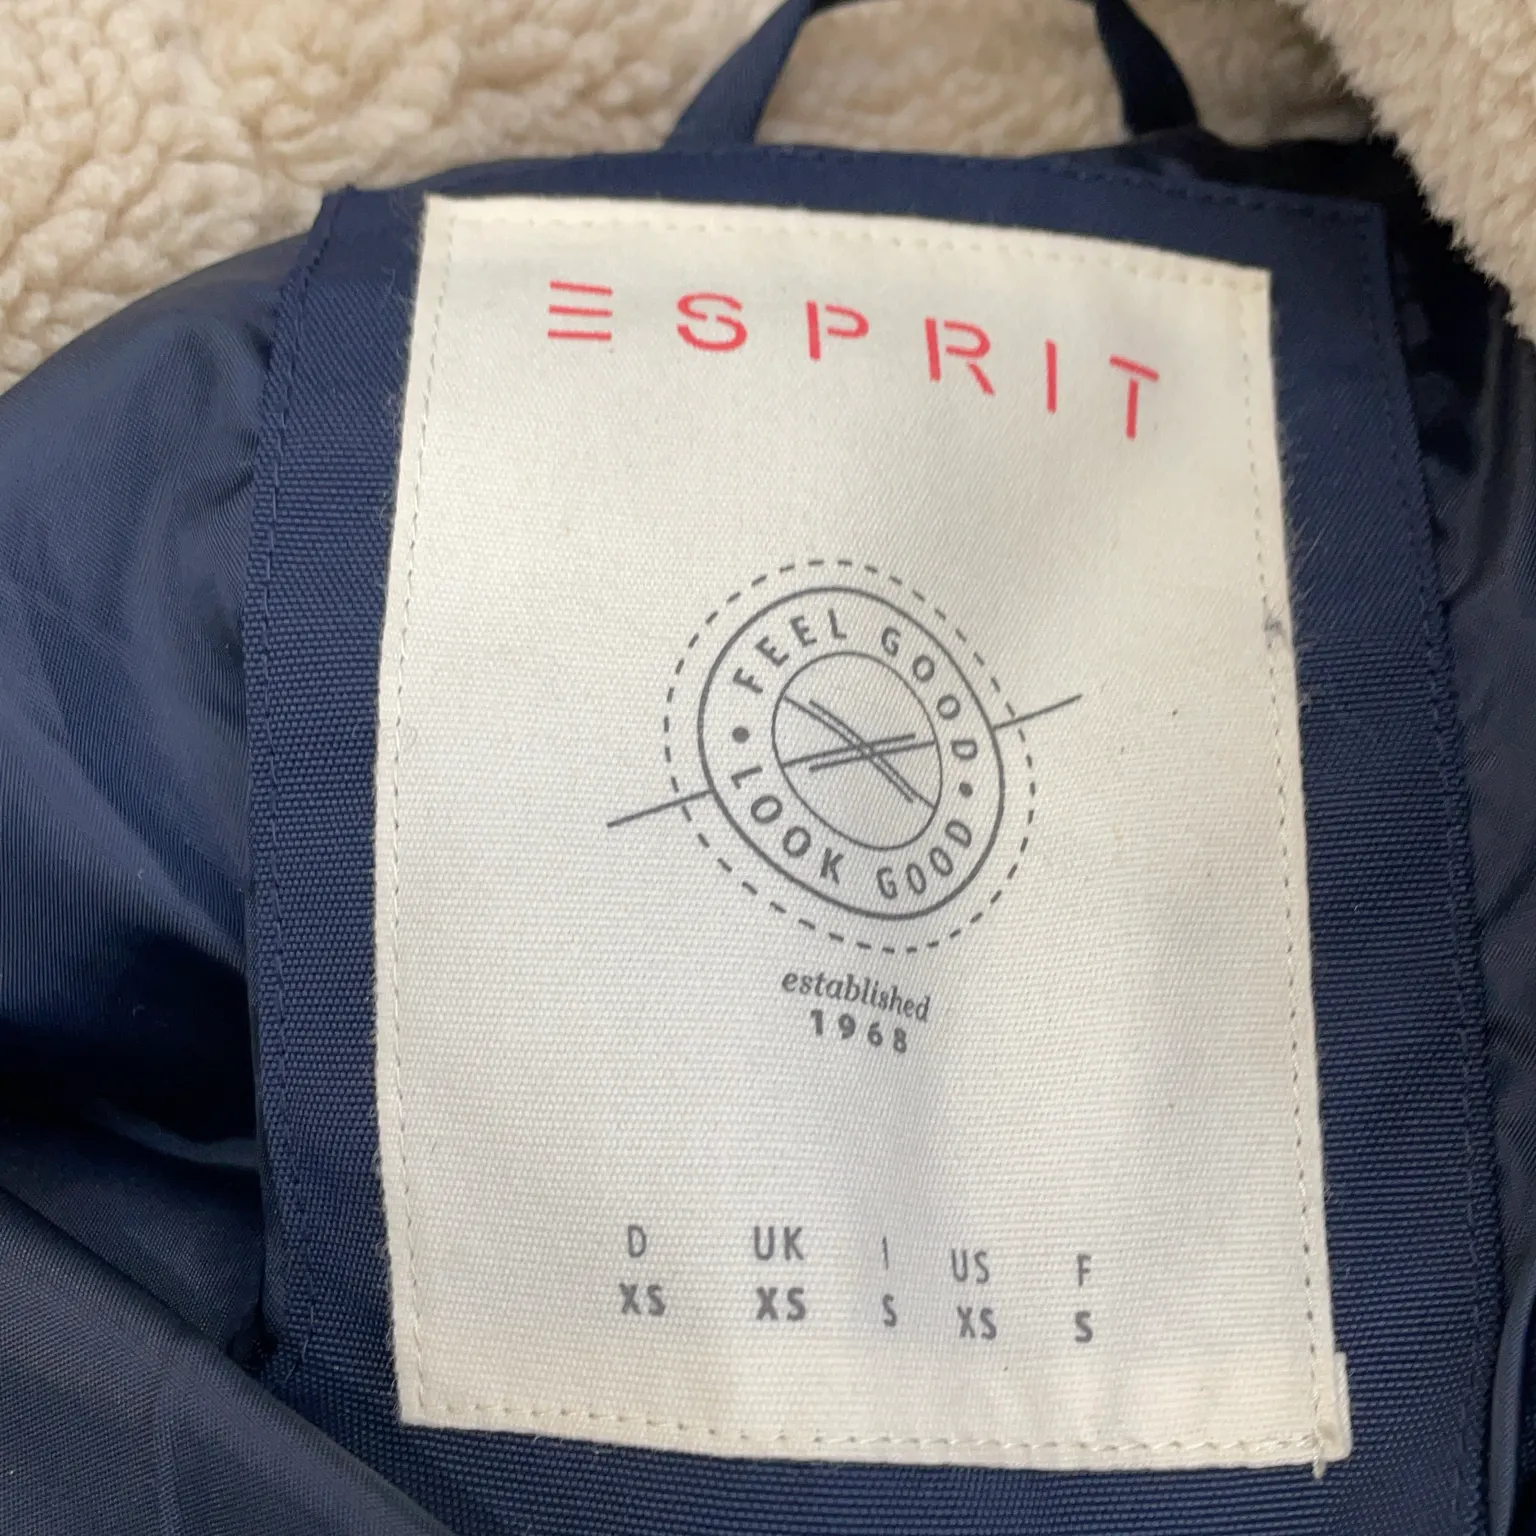 ESPRIT
• FEEL GOOD •
LOOK GOOD
established
1968
D UK I US F
XS XS S XS S